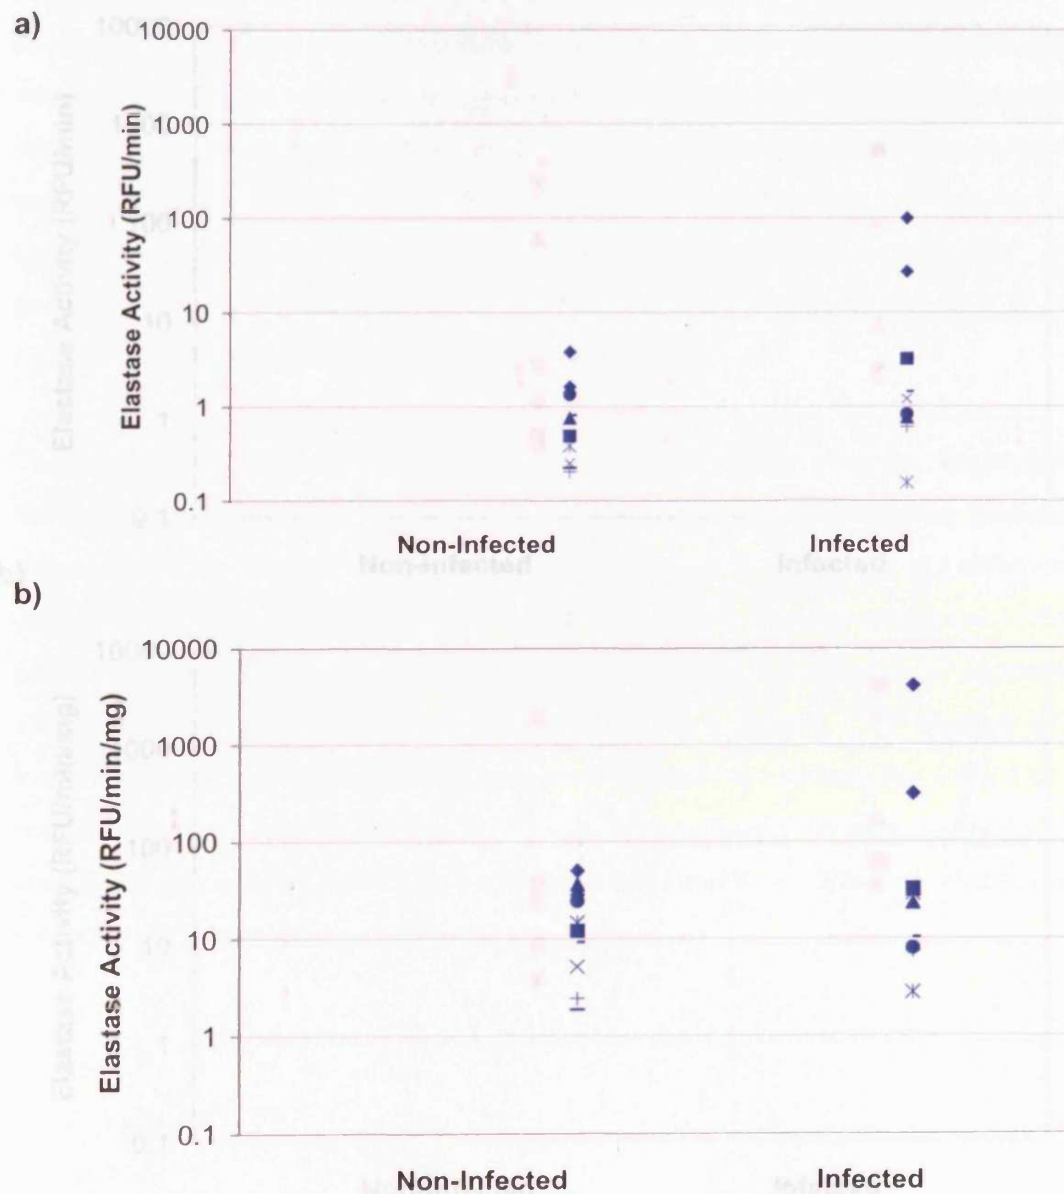 a)
Elastase Activity (RFU/min)
10000
1000
100
10
1
0.1
Non-Infected
Infected
b)
Elastase Activity (RFU/min/mg)
10000
1000
100
10
1
0.1
Non-Infected
Infected